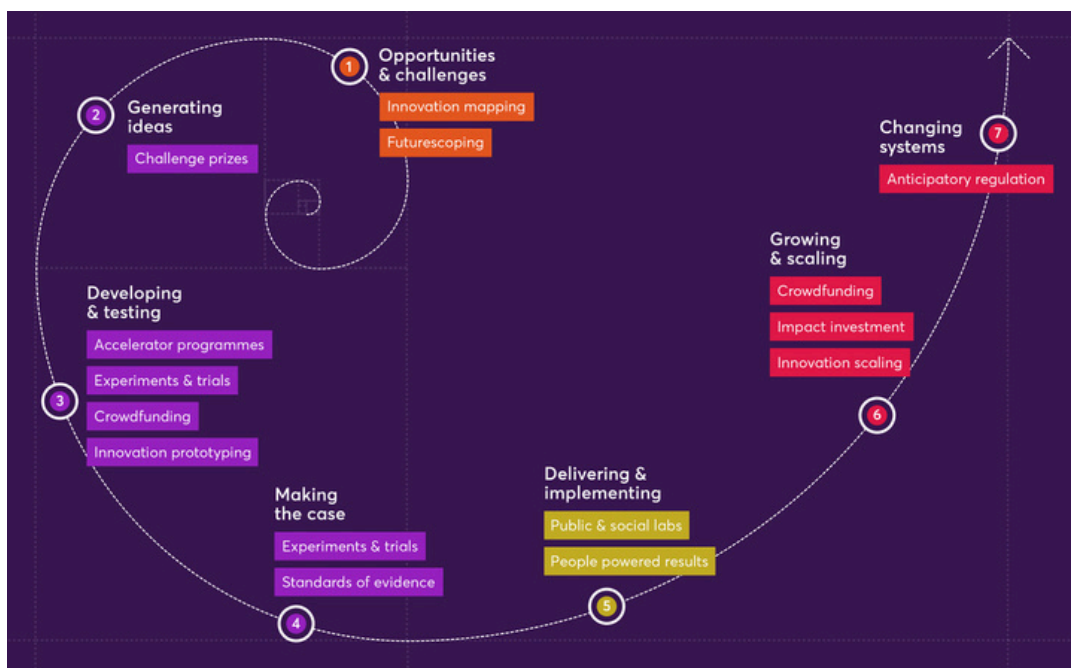 1
Opportunities
& challenges
Innovation mapping
Futurescoping
2
Generating
ideas
Challenge prizes
3
Developing
& testing
Accelerator programmes
Experiments & trials
Crowdfunding
Innovation prototyping
4
Making
the case
Experiments & trials
Standards of evidence
5
Delivering &
implementing
Public & social labs
People powered results
6
Growing
& scaling
Crowdfunding
Impact investment
Innovation scaling
7
Changing
systems
Anticipatory regulation